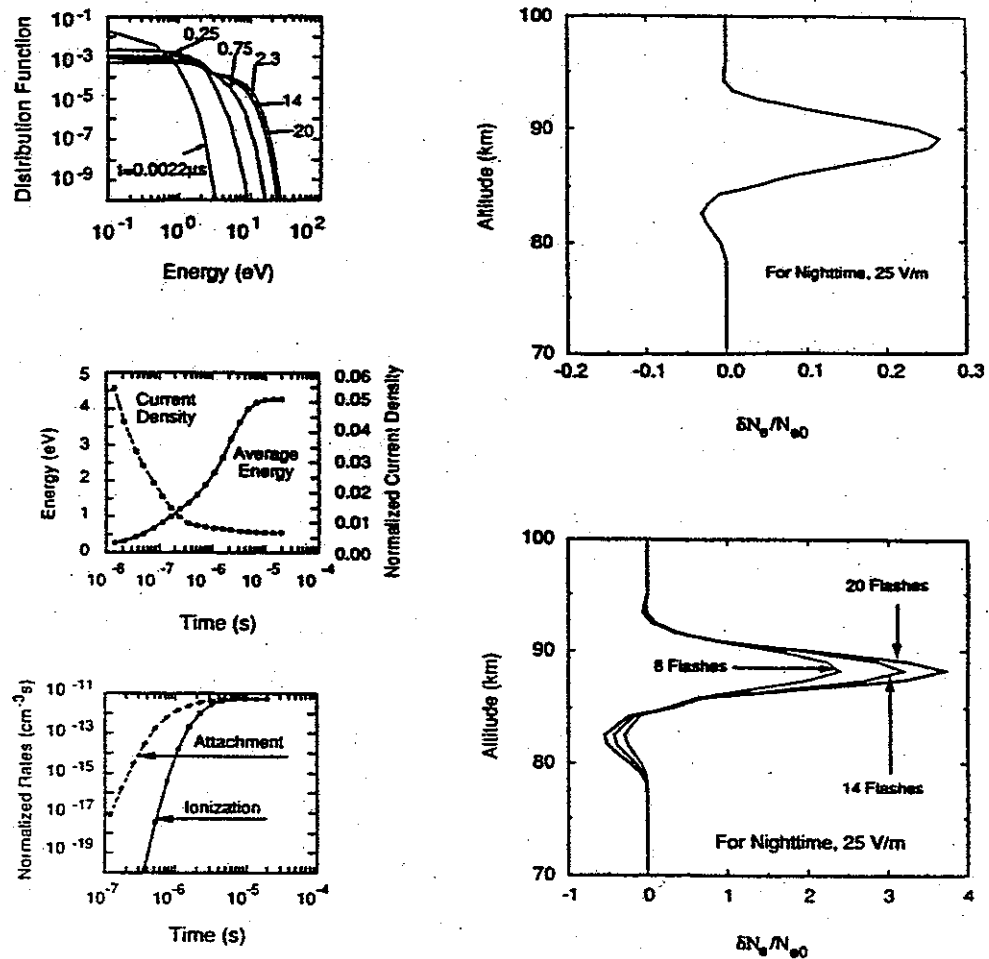 Distribution Function
10^-1
10^-3
10^-5
10^-7
10^-9
0.25
0.75
2.3
14
20
t=0.0022μs
10^-1 10^0 10^1 10^2
Energy (eV)
Energy (eV)
5
4
3
2
1
0
Current
Density
Average
Energy
0.06
0.05
0.04
0.03
0.02
0.01
0.00
Normalized Current Density
10^-8 10^-7 10^-6 10^-5 10^-4
Time (s)
Normalized Rates (cm^-3 s)
10^-11
10^-13
10^-15
10^-17
10^-19
Attachment
Ionization
10^-7 10^-6 10^-5 10^-4
Time (s)
Altitude (km)
100
90
80
70
For Nighttime, 25 V/m
-0.2 -0.1 0.0 0.1 0.2 0.3
δN_e/N_e0
Altitude (km)
100
90
80
70
20 Flashes
8 Flashes
14 Flashes
For Nighttime, 25 V/m
-1 0 1 2 3 4
δN_e/N_e0